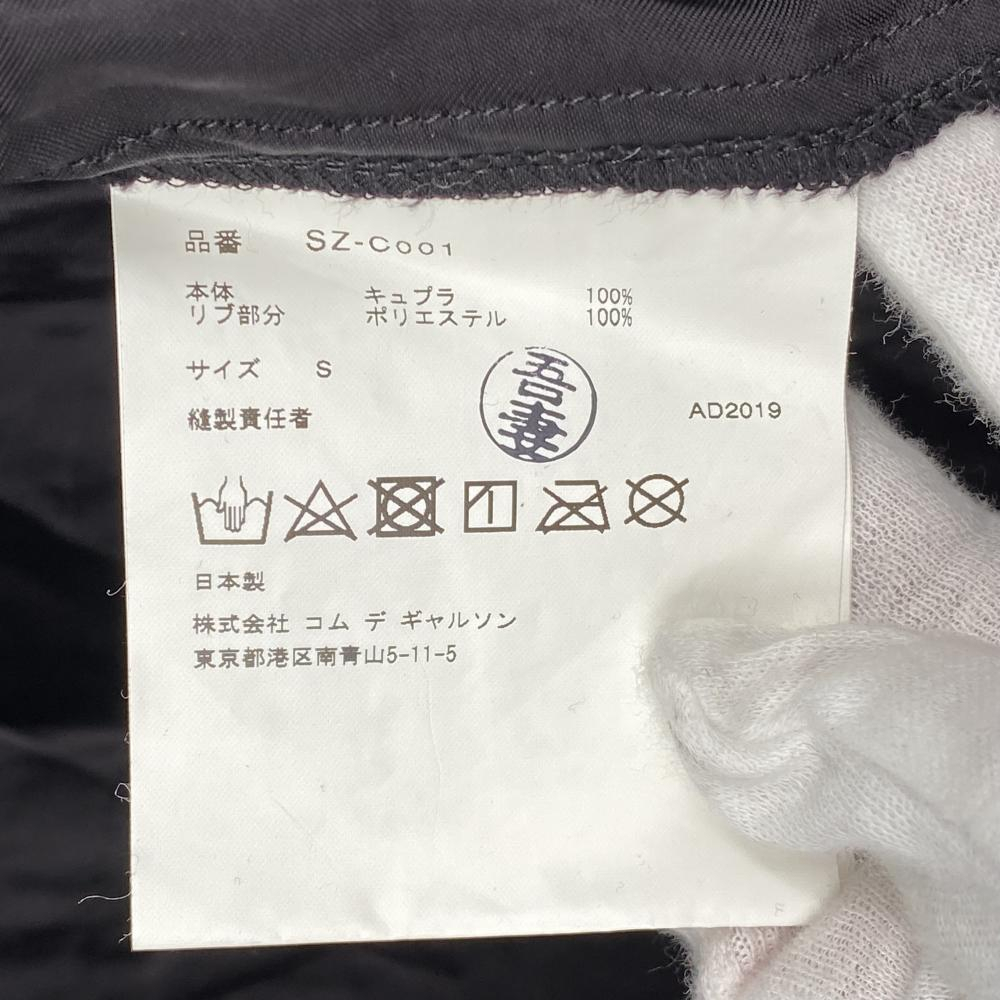 品番 SZ-C001
本体 キュプラ 100%
リブ部分 ポリエステル 100%
サイズ S
縫製責任者 吾妻 AD2019
日本製
株式会社 コム デ ギャルソン
東京都港区南青山5-11-5